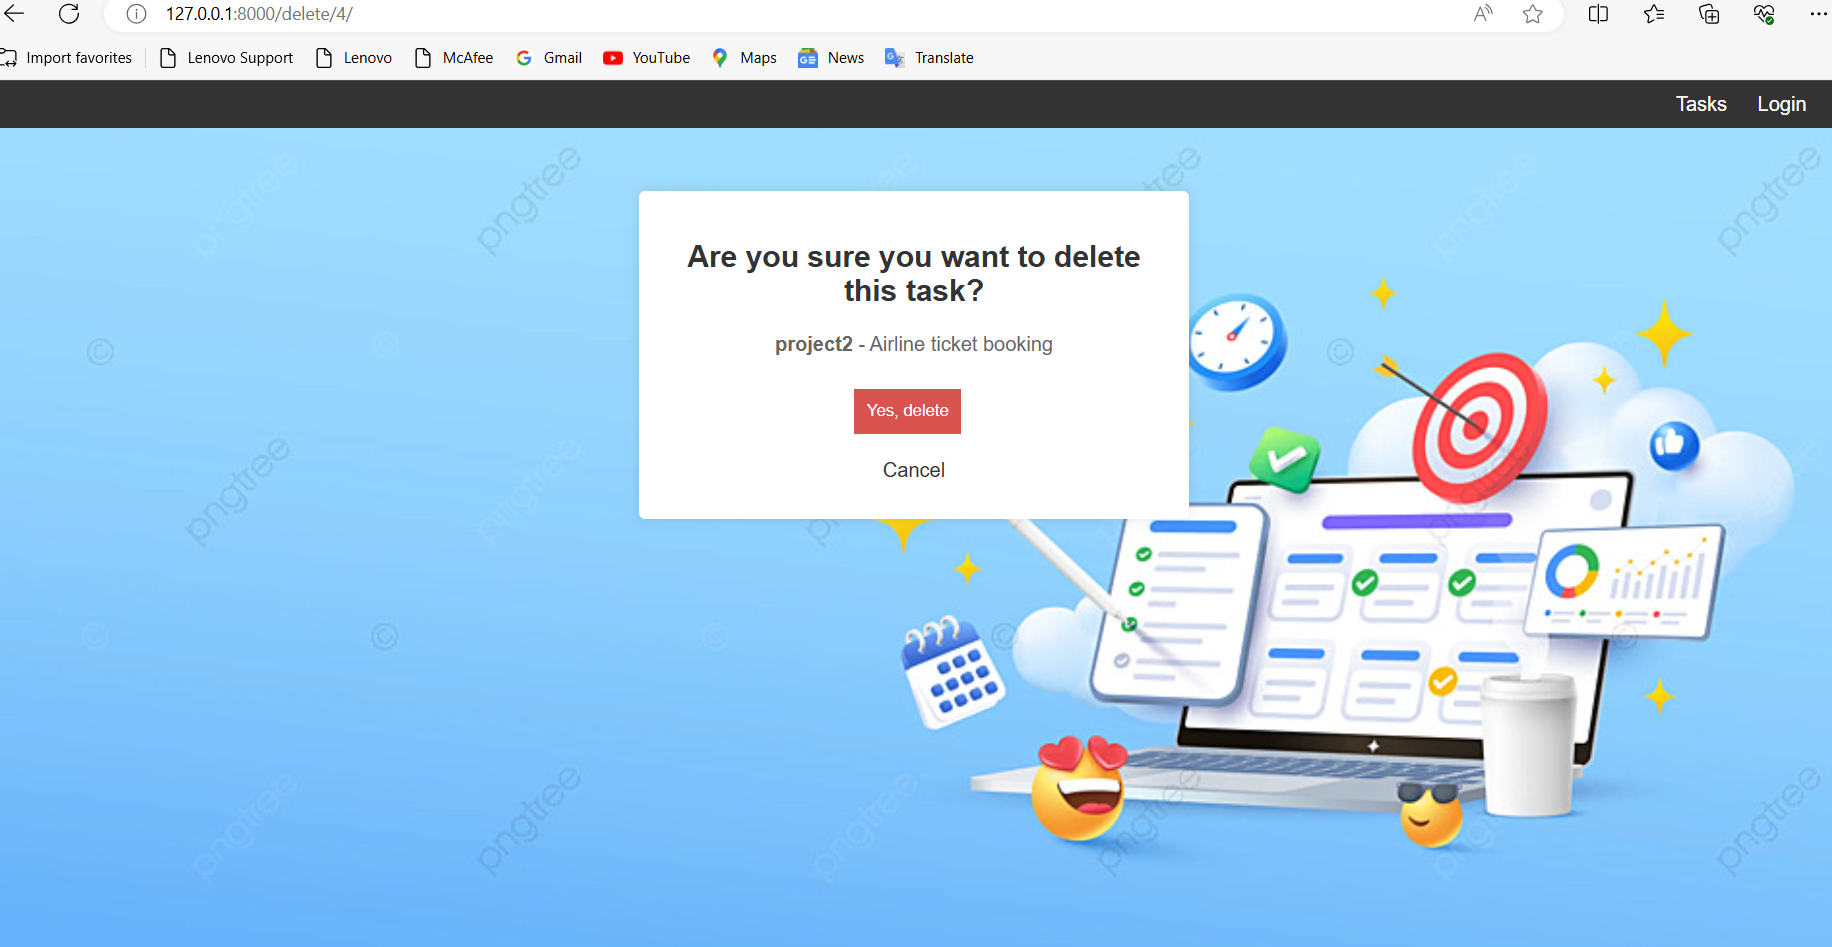 127.0.0.1:8000/delete/4/
Import favorites
Lenovo Support
Lenovo
McAfee
Gmail
YouTube
Maps
News
Translate
Tasks
Login
Are you sure you want to delete
this task?
project2 - Airline ticket booking
Yes, delete
Cancel
pngtree
pngtree
pngtree
pngtree
pngtree
pngtree
pngtree
pngtree
pngtree
pngtree
pngtree
pngtree